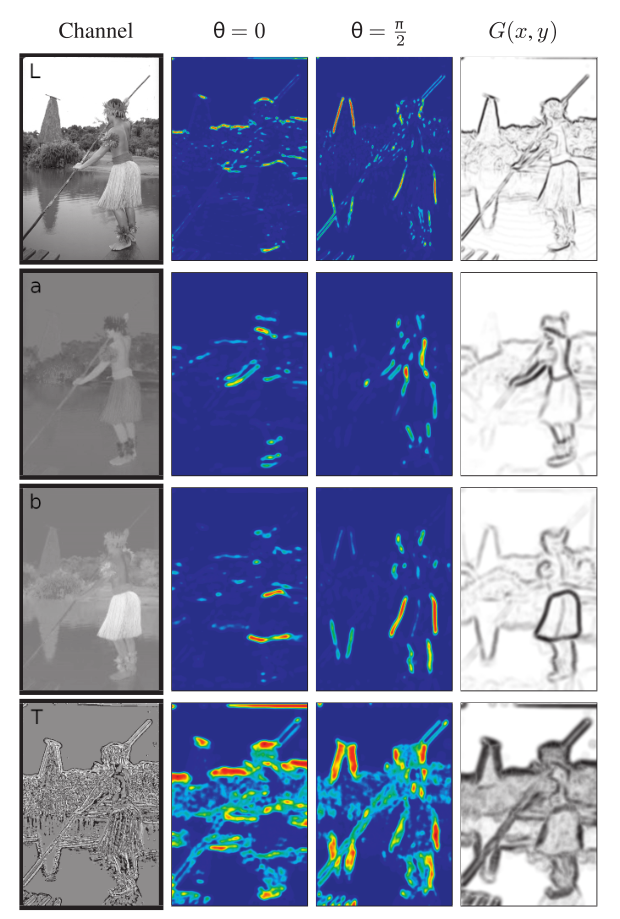 Channel θ = 0 θ = π/2 G(x, y)
L
a
b
T